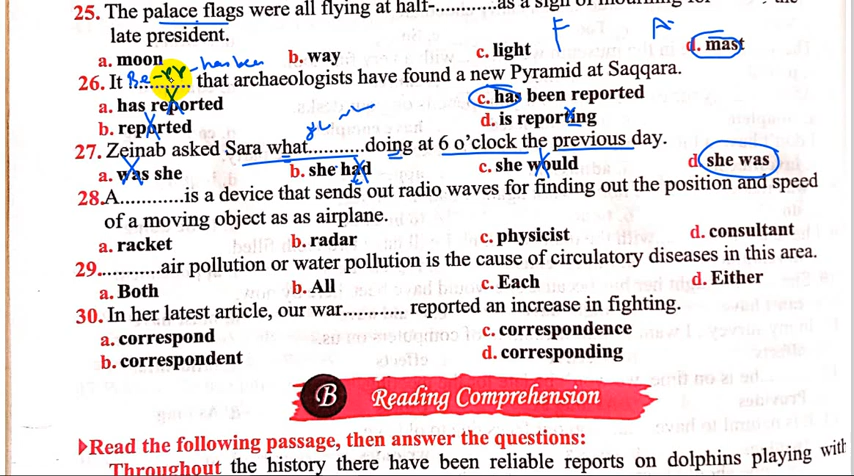 25. The palace flags were all flying at half-............as a sign of mourning for
late president.
a. moon b. way c. light d. mast
26. It ............ that archaeologists have found a new Pyramid at Saqqara.
a. has reported c. has been reported
b. reported d. is reporting
27. Zeinab asked Sara what..........doing at 6 o'clock the previous day.
a. was she b. she had c. she would d. she was
28.A............is a device that sends out radio waves for finding out the position and speed
of a moving object as as airplane.
a. racket b. radar c. physicist d. consultant
29...........air pollution or water pollution is the cause of circulatory diseases in this area.
a. Both b. All c. Each d. Either
30. In her latest article, our war............ reported an increase in fighting.
a. correspond c. correspondence
b. correspondent d. corresponding
B Reading Comprehension
▶Read the following passage, then answer the questions:
Throughout the history there have been reliable reports on dolphins playing with